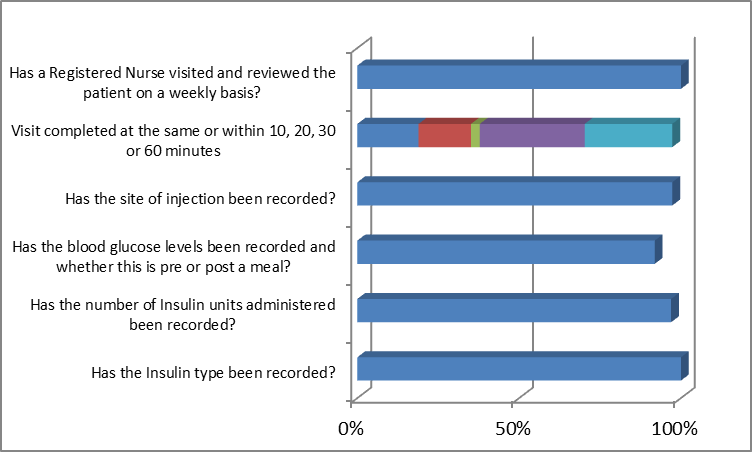 Has a Registered Nurse visited and reviewed the
patient on a weekly basis?
Visit completed at the same or within 10, 20, 30
or 60 minutes
Has the site of injection been recorded?
Has the blood glucose levels been recorded and
whether this is pre or post a meal?
Has the number of Insulin units administered
been recorded?
Has the Insulin type been recorded?
0%
50%
100%